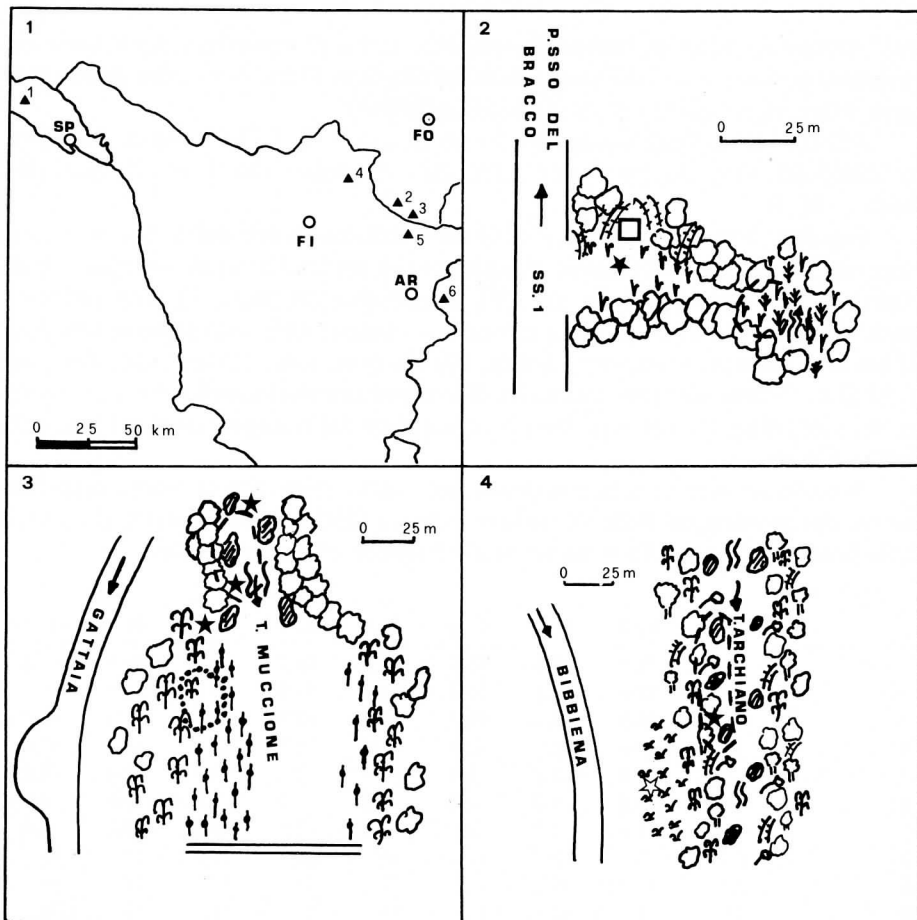 1
1
SP
FO
4
2
3
FI
5
AR
6
0 25 50 km
2
P.SSO DEL
BRACCO
SS. 1
0 25 m
3
GATTAIA
T. MUCCIONE
0 25 m
4
0 25 m
BIBBIENA
T. ARCHIANO